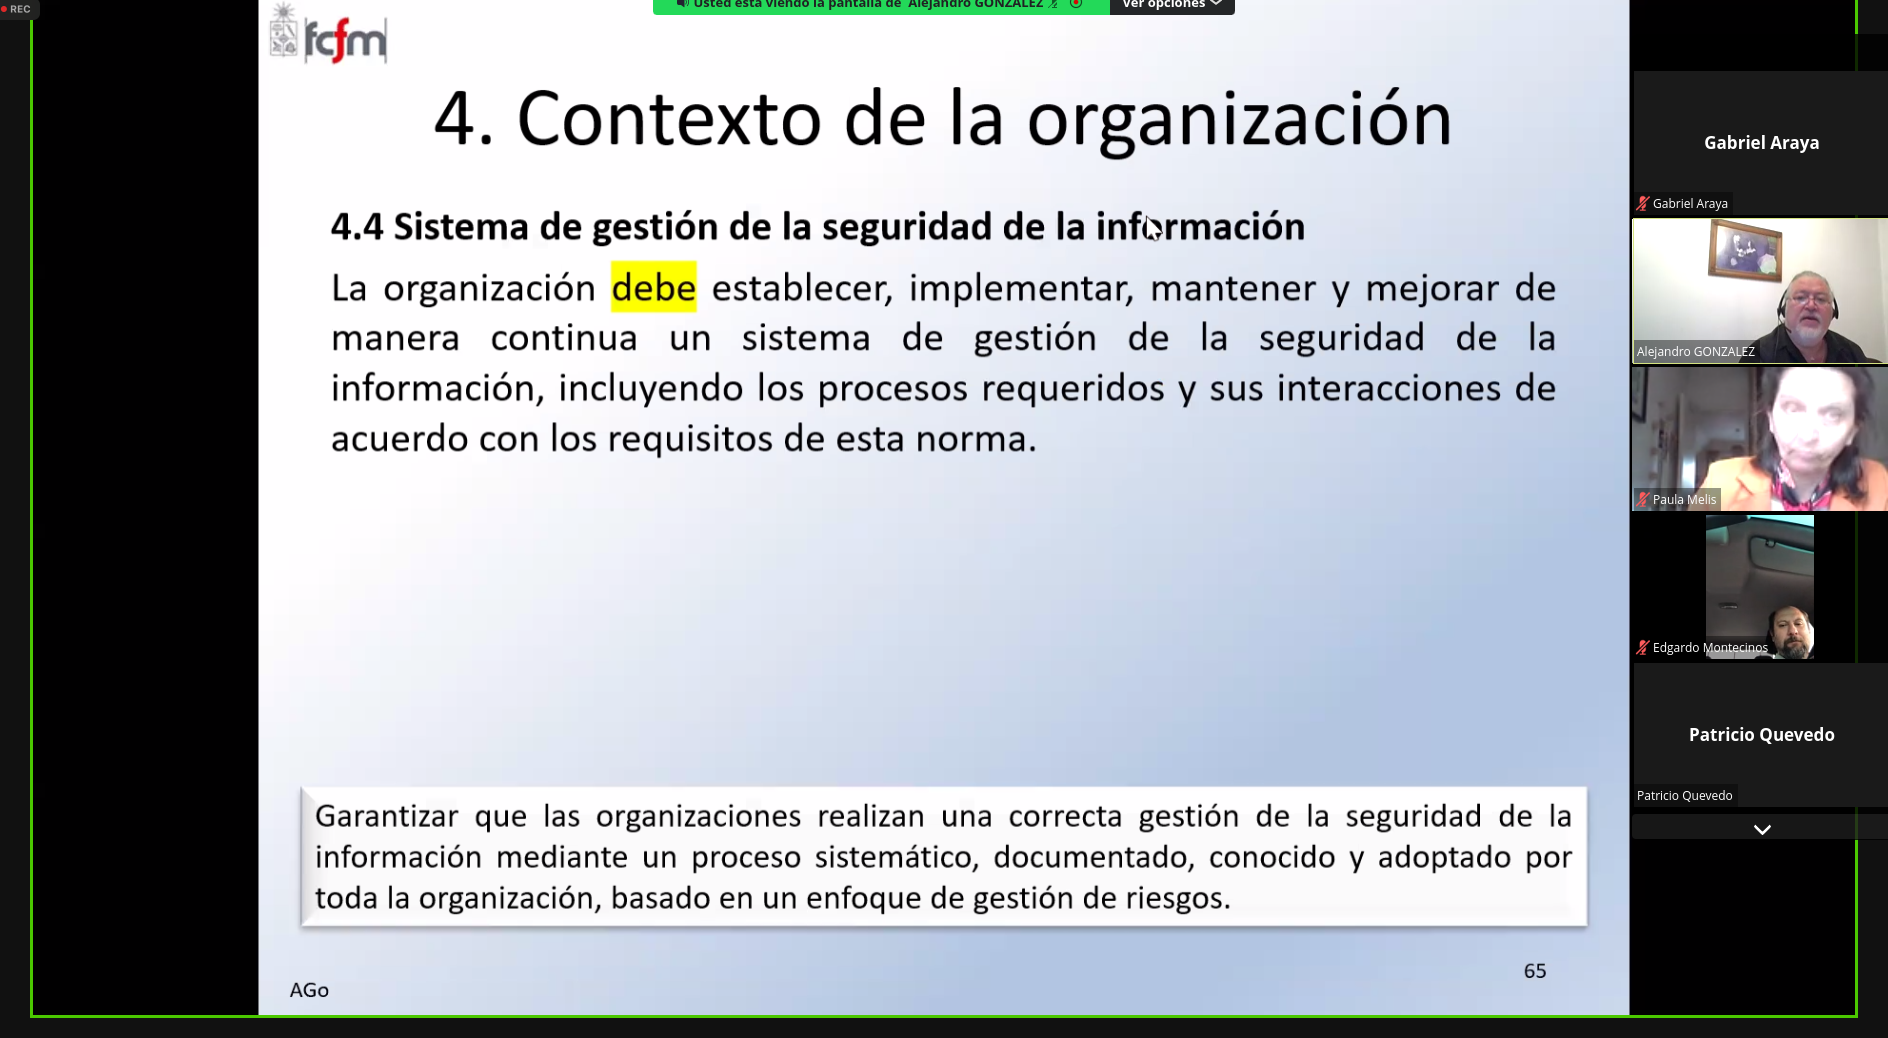 REC
Usted está viendo la pantalla de Alejandro GONZALEZ
Ver opciones
fcfm
4. Contexto de la organización
4.4 Sistema de gestión de la seguridad de la información
La organización debe establecer, implementar, mantener y mejorar de
manera continua un sistema de gestión de la seguridad de la
información, incluyendo los procesos requeridos y sus interacciones de
acuerdo con los requisitos de esta norma.
Garantizar que las organizaciones realizan una correcta gestión de la seguridad de la
información mediante un proceso sistemático, documentado, conocido y adoptado por
toda la organización, basado en un enfoque de gestión de riesgos.
AGo
65
Gabriel Araya
Gabriel Araya
Alejandro GONZALEZ
Paula Melis
Edgardo Montecinos
Patricio Quevedo
Patricio Quevedo